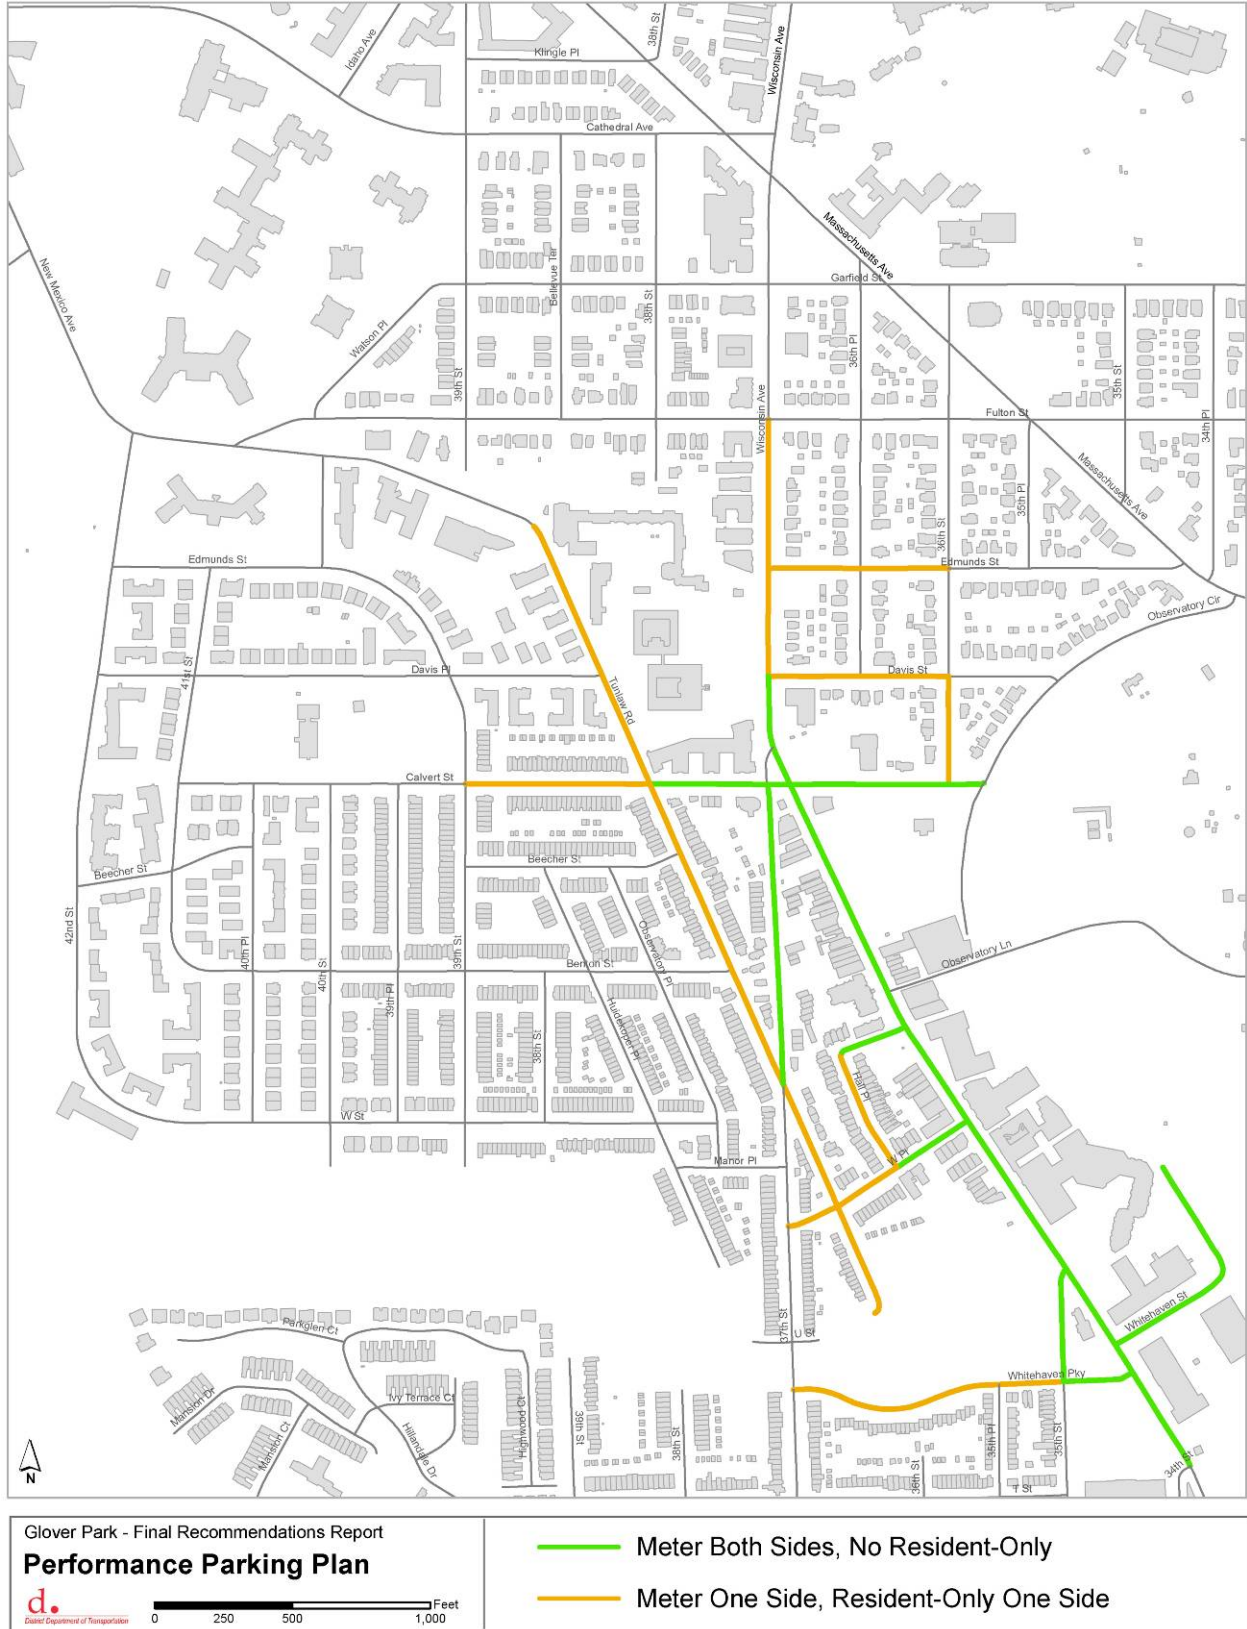 Idaho Ave
Klingle Pl
38th St
Wisconsin Ave
Cathedral Ave
Massachusetts Ave
Garfield St
New Mexico Ave
Watson Pl
39th St
Bellevue Ter
38th St
36th Pl
35th St
Wisconsin Ave
Fulton St
34th Pl
Massachusetts Ave
35th Pl
36th St
Edmunds St
Edmunds St
Observatory Cir
41st St
Davis Pl
Davis St
Tunlaw Rd
Calvert St
Beecher St
Beecher St
42nd St
40th Pl
40th St
39th Pl
39th St
Benton St
Observatory Pl
Observatory Ln
Huidekoper Pl
38th St
Hall Pl
W St
Manor Pl
W Pl
37th St
U St
Whitehaven St
Whitehaven Pky
Parkglen Ct
Mansion Dr
Ivy Terrace Ct
Mansion Ct
Hillandale Dr
Highwood Ct
39th St
38th St
36th St
35th Pl
35th St
T St
34th St
N
Glover Park - Final Recommendations Report
Performance Parking Plan
d.
District Department of Transportation
Feet
0 250 500 1,000
Meter Both Sides, No Resident-Only
Meter One Side, Resident-Only One Side